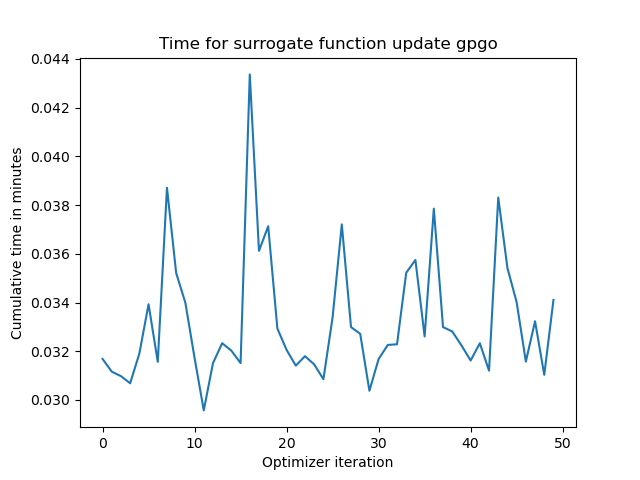 Time for surrogate function update gpgo
Cumulative time in minutes
0.044
0.042
0.040
0.038
0.036
0.034
0.032
0.030
0 10 20 30 40 50
Optimizer iteration